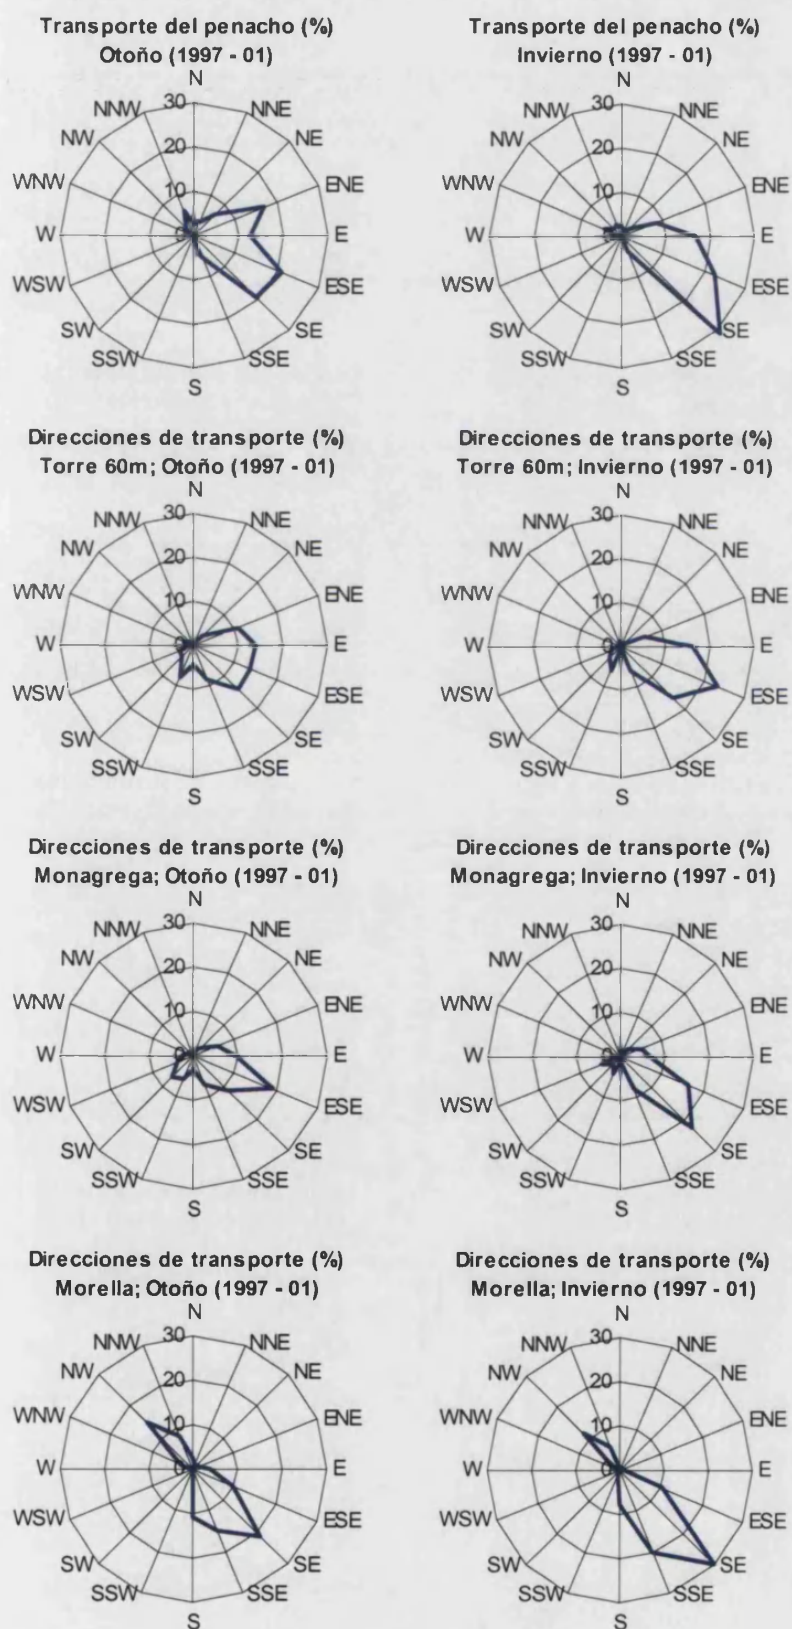 Transporte del penacho (%)
Otoño (1997 - 01)
N
NNW
30
NNE
NW
20
NE
WNW
10
ENE
W
0
E
WSW
ESE
SW
SE
SSW
SSE
S
Transporte del penacho (%)
Invierno (1997 - 01)
N
NNW
30
NNE
NW
20
NE
WNW
10
ENE
W
0
E
WSW
ESE
SW
SE
SSW
SSE
S
Direcciones de transporte (%)
Torre 60m; Otoño (1997 - 01)
N
NNW
30
NNE
NW
20
NE
WNW
10
ENE
W
0
E
WSW
ESE
SW
SE
SSW
SSE
S
Direcciones de transporte (%)
Torre 60m; Invierno (1997 - 01)
N
NNW
30
NNE
NW
20
NE
WNW
10
ENE
W
0
E
WSW
ESE
SW
SE
SSW
SSE
S
Direcciones de transporte (%)
Monagrega; Otoño (1997 - 01)
N
NNW
30
NNE
NW
20
NE
WNW
10
ENE
W
0
E
WSW
ESE
SW
SE
SSW
SSE
S
Direcciones de transporte (%)
Monagrega; Invierno (1997 - 01)
N
NNW
30
NNE
NW
20
NE
WNW
10
ENE
W
0
E
WSW
ESE
SW
SE
SSW
SSE
S
Direcciones de transporte (%)
Morella; Otoño (1997 - 01)
N
NNW
30
NNE
NW
20
NE
WNW
10
ENE
W
0
E
WSW
ESE
SW
SE
SSW
SSE
S
Direcciones de transporte (%)
Morella; Invierno (1997 - 01)
N
NNW
30
NNE
NW
20
NE
WNW
10
ENE
W
0
E
WSW
ESE
SW
SE
SSW
SSE
S